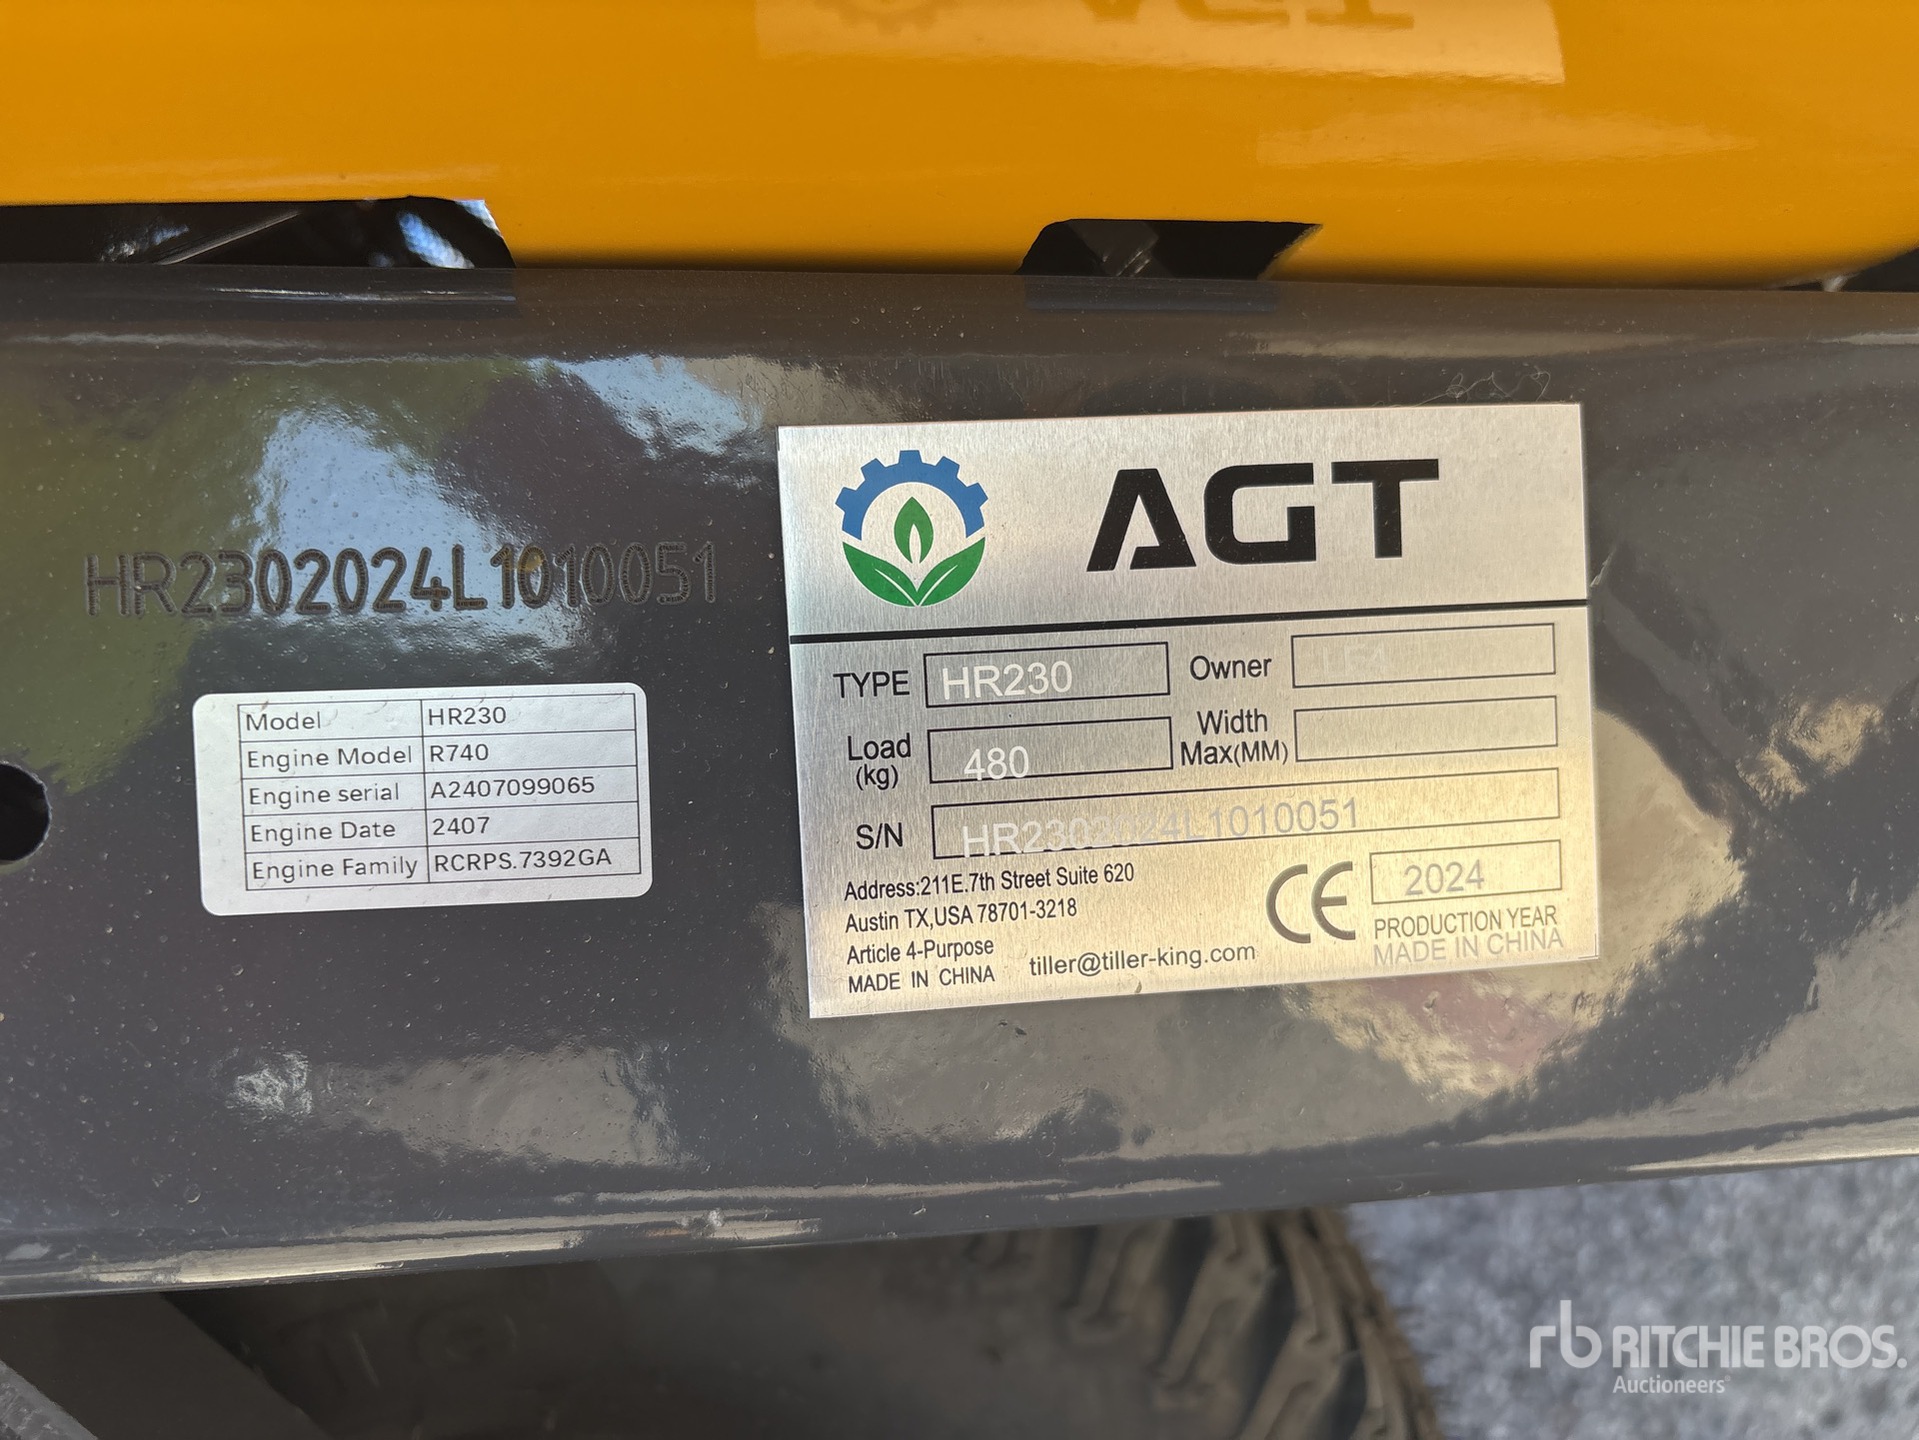 HR2302024L1010051
Model HR230
Engine Model R740
Engine serial A2407099065
Engine Date 2407
Engine Family RCRPS.7392GA
AGT
TYPE HR230 Owner
Load (kg) 480 Width Max(MM)
S/N HR2302024L1010051
Address:211E.7th Street Suite 620
Austin TX,USA 78701-3218
Article 4-Purpose
MADE IN CHINA tiller@tiller-king.com
CE 2024
PRODUCTION YEAR
MADE IN CHINA
rb RITCHIE BROS.
Auctioneers